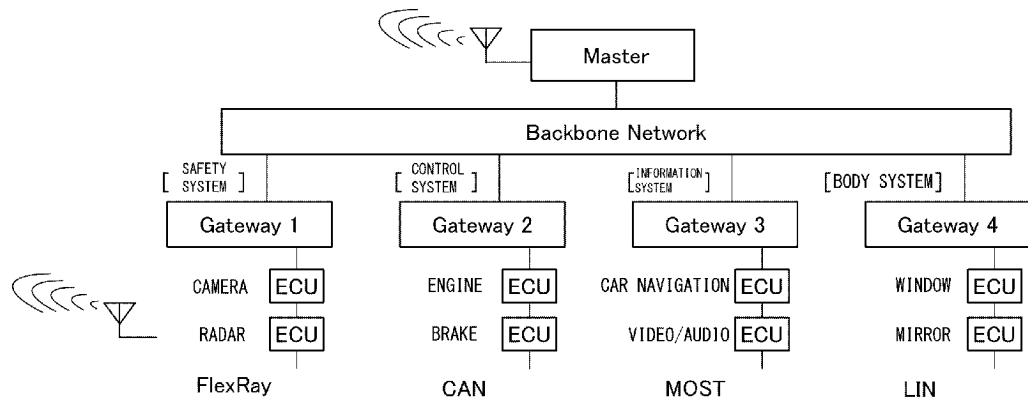 Master
Backbone Network
[ SAFETY
SYSTEM ]
[ CONTROL
SYSTEM ]
[ INFORMATION
SYSTEM ]
[BODY SYSTEM]
Gateway 1
Gateway 2
Gateway 3
Gateway 4
CAMERA ECU
ENGINE ECU
CAR NAVIGATION ECU
WINDOW ECU
RADAR ECU
BRAKE ECU
VIDEO/AUDIO ECU
MIRROR ECU
FlexRay
CAN
MOST
LIN